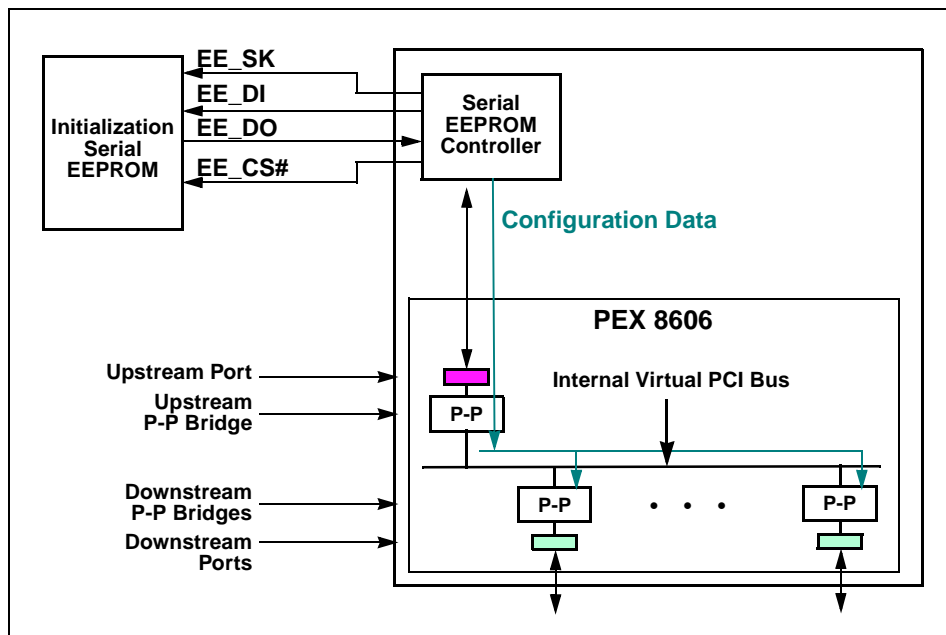 EE_SK
EE_DI
EE_DO
EE_CS#
Initialization
Serial
EEPROM
Serial
EEPROM
Controller
Configuration Data
PEX 8606
Upstream Port
Internal Virtual PCI Bus
Upstream
P-P Bridge
P-P
Downstream
P-P Bridges
P-P
• • •
P-P
Downstream
Ports